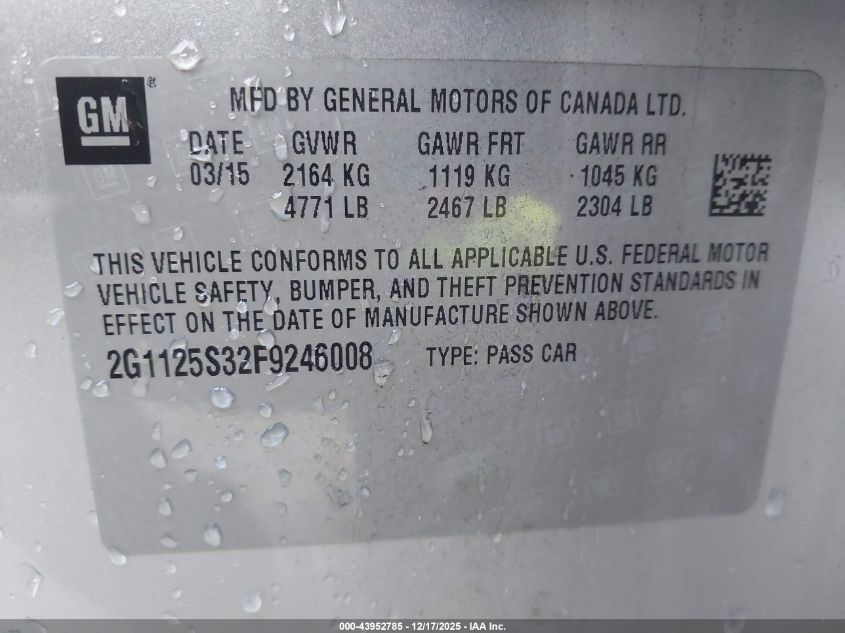 GM®
MFD BY GENERAL MOTORS OF CANADA LTD.
DATE GVWR GAWR FRT GAWR RR
03/15 2164 KG 1119 KG 1045 KG
4771 LB 2467 LB 2304 LB
THIS VEHICLE CONFORMS TO ALL APPLICABLE U.S. FEDERAL MOTOR
VEHICLE SAFETY, BUMPER, AND THEFT PREVENTION STANDARDS IN
EFFECT ON THE DATE OF MANUFACTURE SHOWN ABOVE.
2G1125S32F9246008 TYPE: PASS CAR
000-43952785 - 12/17/2025 - IAA Inc.